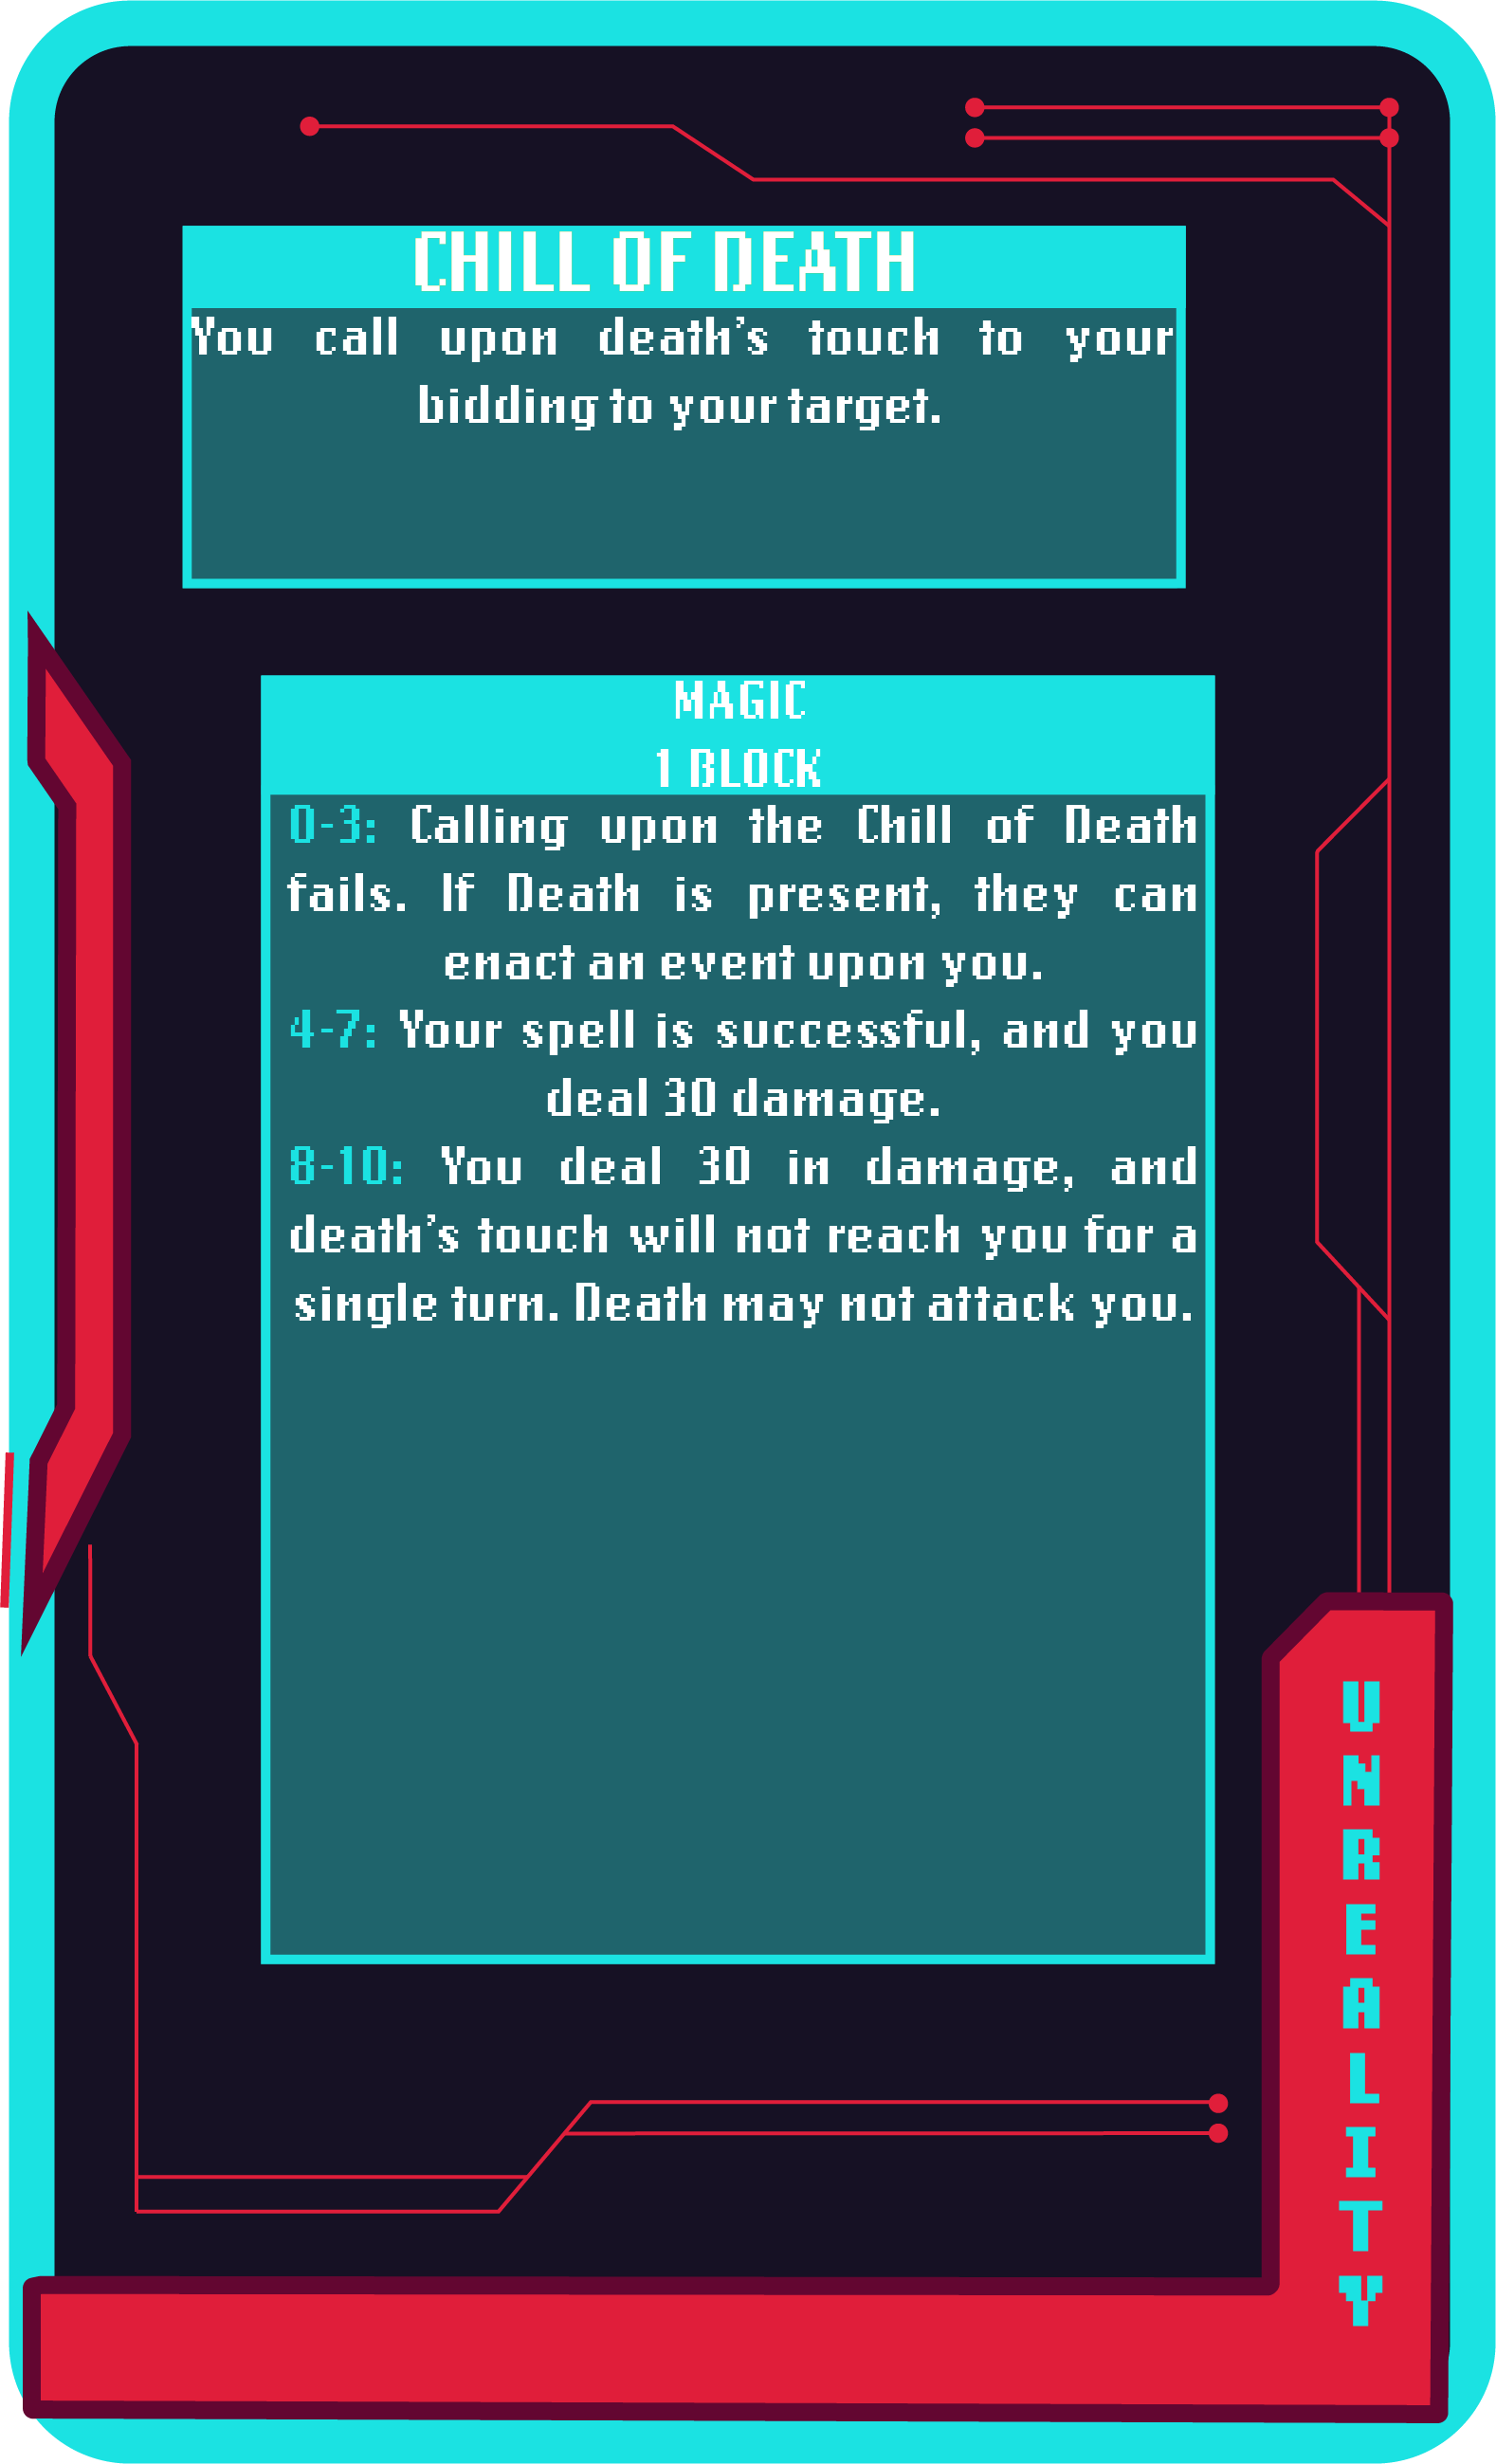 CHILL OF DEATH
You call upon death's touch to your
bidding to your target.
MAGIC
1 BLOCK
0-3: Calling upon the Chill of Death
fails. If Death is present, they can
enact an event upon you.
4-7: Your spell is successful, and you
deal 30 damage.
8-10: You deal 30 in damage, and
death's touch will not reach you for a
single turn. Death may not attack you.
UNREALITY